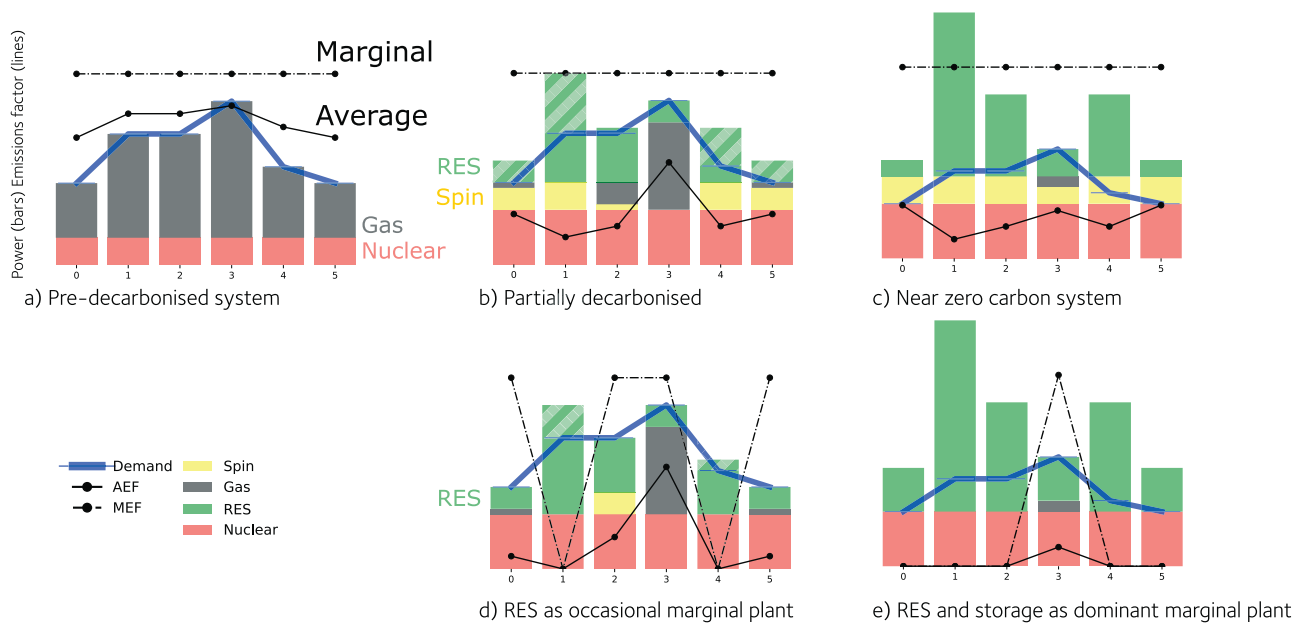 Power (bars) Emissions factor (lines)
Marginal
Average
Gas
Nuclear
0 1 2 3 4 5
a) Pre-decarbonised system
RES
Spin
0 1 2 3 4 5
b) Partially decarbonised
0 1 2 3 4 5
c) Near zero carbon system
Demand
AEF
MEF
Spin
Gas
RES
Nuclear
RES
0 1 2 3 4 5
d) RES as occasional marginal plant
0 1 2 3 4 5
e) RES and storage as dominant marginal plant